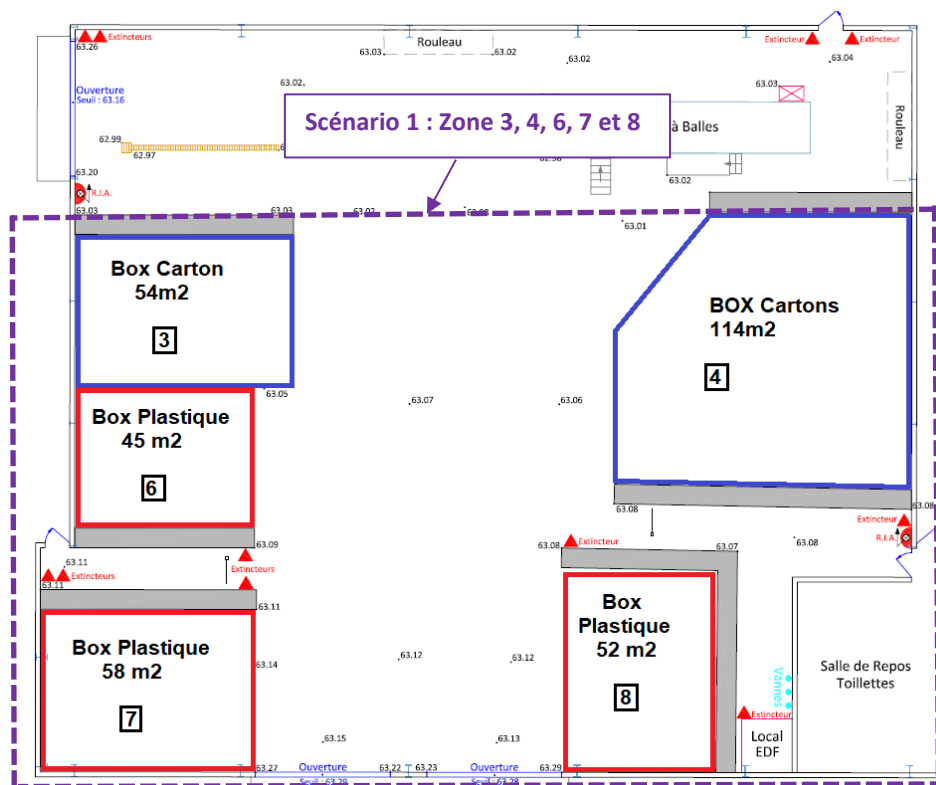 63.26
Extincteurs
63.03
Rouleau
63.02
63.02
Extincteur
Extincteur
63.04
Ouverture
Seuil : 63.16
63.02
63.03
Rouleau
Scénario 1 : Zone 3, 4, 6, 7 et 8
à Balles
62.99
62.97
63.20
R.I.A.
63.02
63.03
63.03
63.02
63.01
Box Carton
54m2
3
BOX Cartons
114m2
4
63.05
63.07
63.06
Box Plastique
45 m2
6
63.08
63.08
Extincteur
R.I.A.
63.09
63.08
Extincteur
63.07
63.08
63.11
Extincteurs
63.11
Extincteurs
63.11
Box Plastique
58 m2
7
63.14
63.12
63.12
Box
Plastique
52 m2
8
Salle de Repos
Toillettes
Vannes
Extincteur
Local
EDF
63.15
63.13
63.27
Ouverture
Seuil : 63.29
63.22
63.23
Ouverture
Seuil : 63.28
63.29